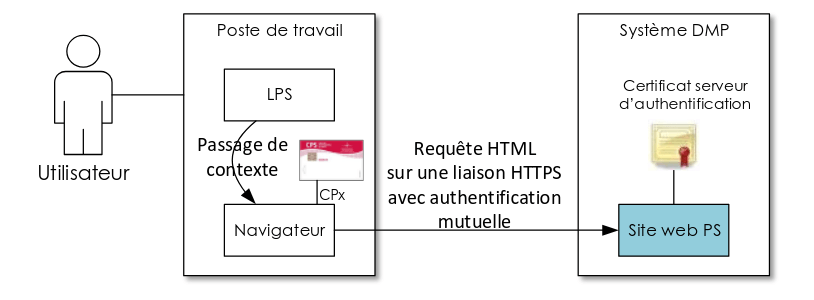 Poste de travail
Système DMP
LPS
Certificat serveur
d’authentification
Passage de
contexte
CPS
Requête HTML
sur une liaison HTTPS
avec authentification
mutuelle
Utilisateur
CPx
Navigateur
Site web PS